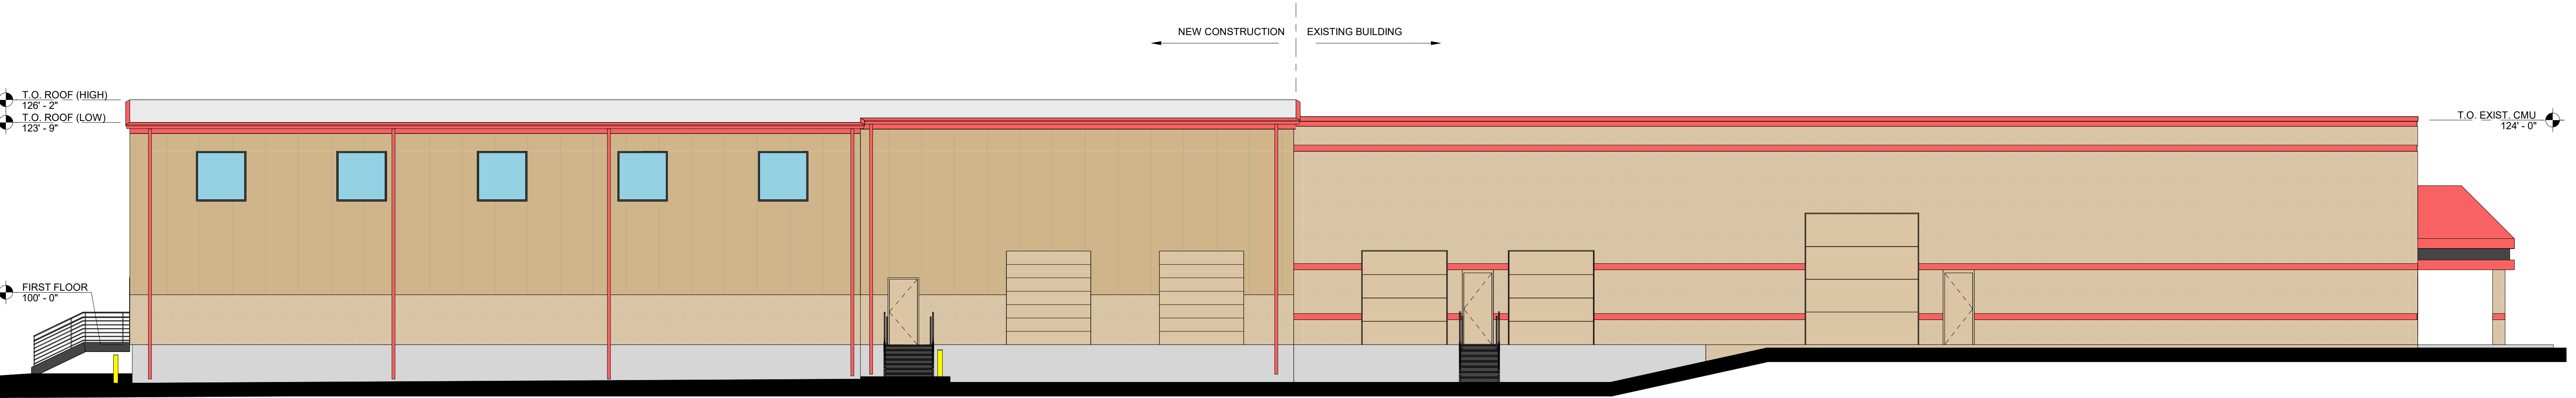 NEW CONSTRUCTION
EXISTING BUILDING
T.O. ROOF (HIGH)
126' - 2"
T.O. ROOF (LOW)
123' - 9"
T.O. EXIST. CMU
124' - 0"
FIRST FLOOR
100' - 0"